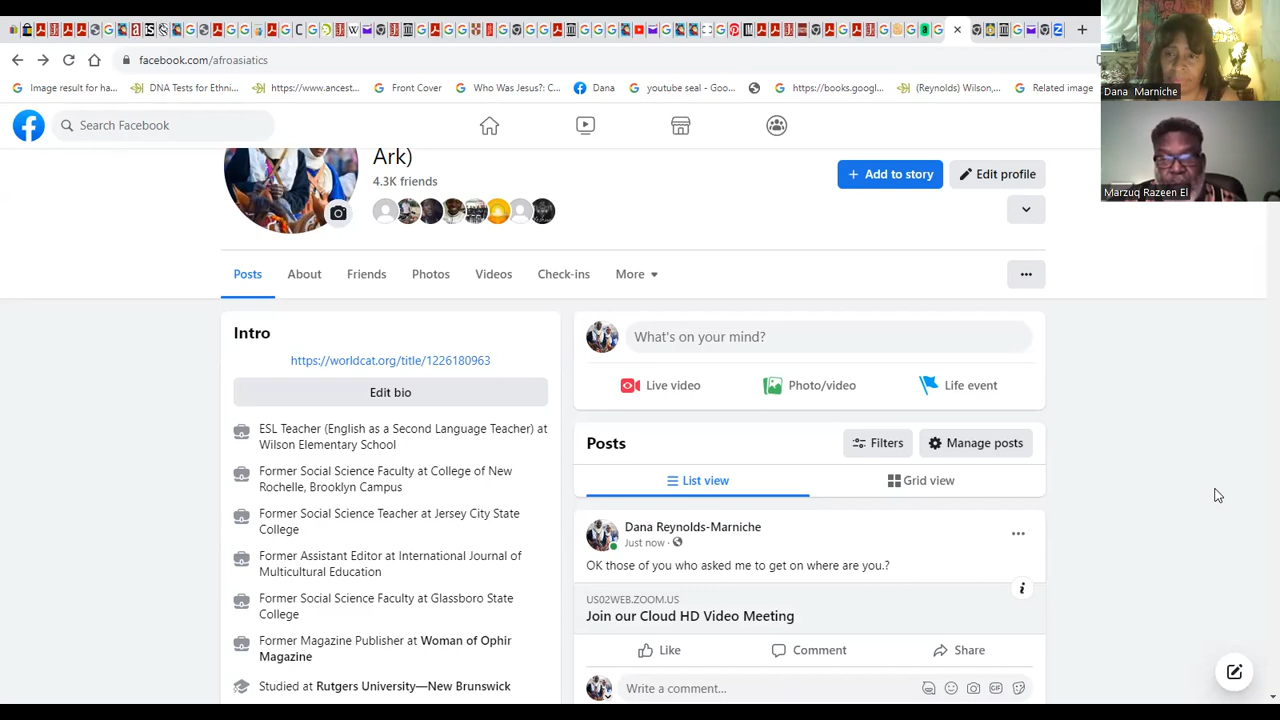 facebook.com/afroasiatics
Image result for ha...
DNA Tests for Ethni...
https://www.ancest...
Front Cover
Who Was Jesus?: C...
Dana
youtube seal - Goo...
https://books.googl...
(Reynolds) Wilson,...
Related image
Dana Marniche
Marzuq Razeen El
Search Facebook
Ark)
4.3K friends
+ Add to story
Edit profile
Posts
About
Friends
Photos
Videos
Check-ins
More
Intro
https://worldcat.org/title/1226180963
Edit bio
ESL Teacher (English as a Second Language Teacher) at
Wilson Elementary School
Former Social Science Faculty at College of New
Rochelle, Brooklyn Campus
Former Social Science Teacher at Jersey City State
College
Former Assistant Editor at International Journal of
Multicultural Education
Former Social Science Faculty at Glassboro State
College
Former Magazine Publisher at Woman of Ophir
Magazine
Studied at Rutgers University—New Brunswick
What's on your mind?
Live video
Photo/video
Life event
Posts
Filters
Manage posts
List view
Grid view
Dana Reynolds-Marniche
Just now ·
OK those of you who asked me to get on where are you.?
US02WEB.ZOOM.US
Join our Cloud HD Video Meeting
Like
Comment
Share
Write a comment...